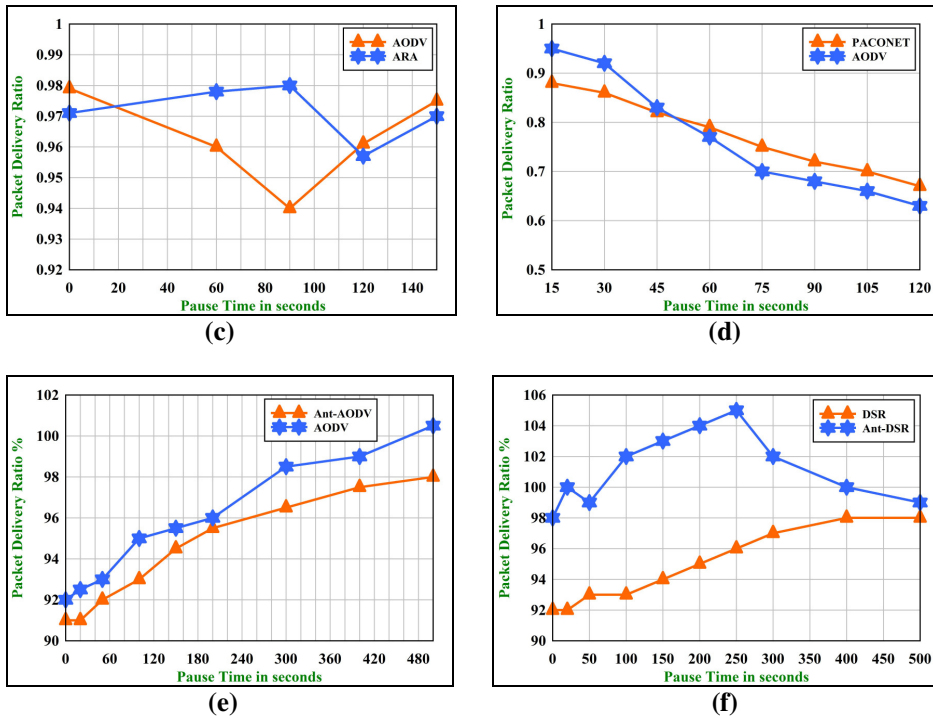 1
0.99
0.98
0.97
0.96
0.95
0.94
0.93
0.92
Packet Delivery Ratio
AODV
ARA
0 20 40 60 80 100 120 140
Pause Time in seconds
(c)
1
0.9
0.8
0.7
0.6
0.5
Packet Delivery Ratio
PACONET
AODV
15 30 45 60 75 90 105 120
Pause Time in seconds
(d)
102
100
98
96
94
92
90
Packet Delivery Ratio %
Ant-AODV
AODV
0 60 120 180 240 300 360 420 480
Pause Time in seconds
(e)
106
104
102
100
98
96
94
92
90
Packet Delivery Ratio %
DSR
Ant-DSR
0 50 100 150 200 250 300 350 400 450 500
Pause Time in seconds
(f)